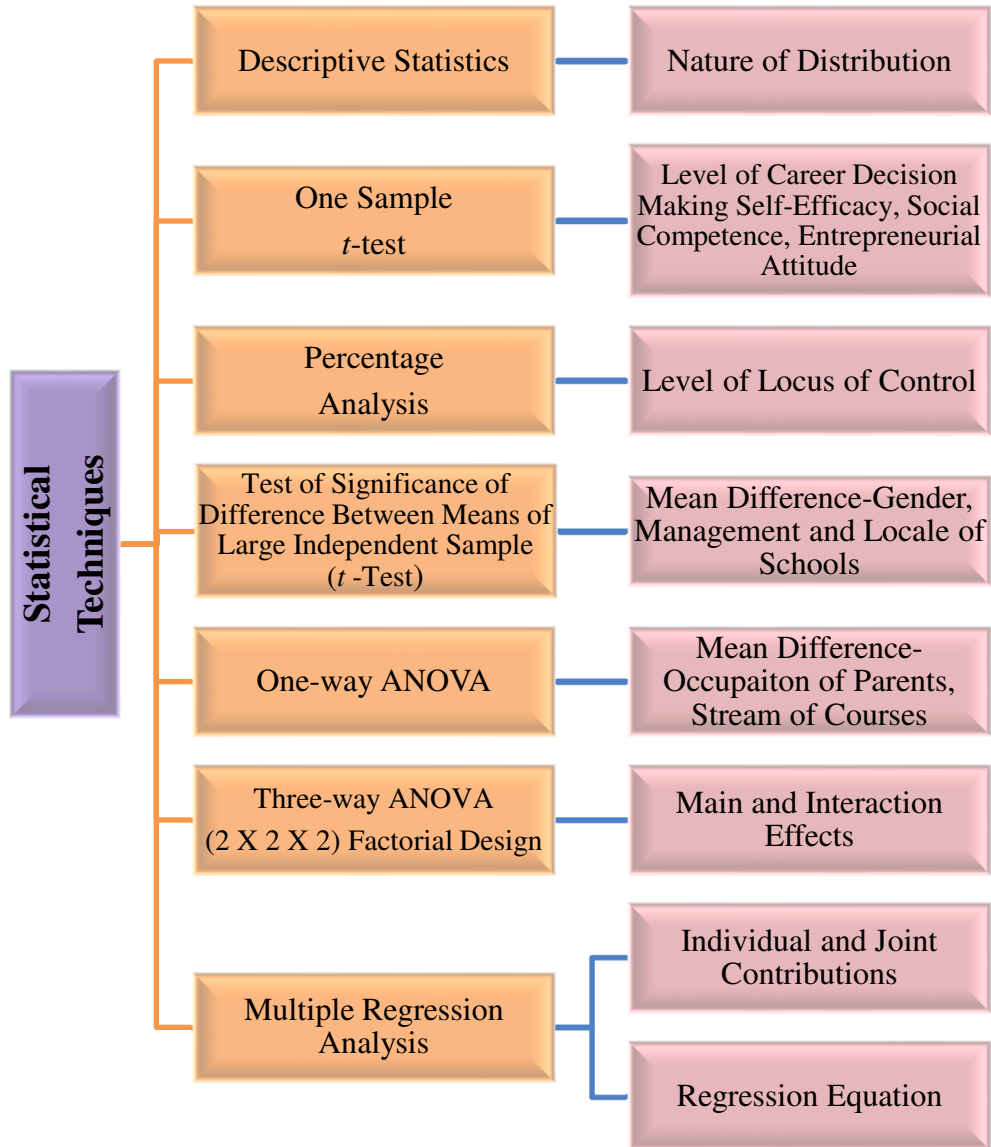 Statistical
Techniques
Descriptive Statistics
Nature of Distribution
One Sample
t-test
Level of Career Decision
Making Self-Efficacy, Social
Competence, Entrepreneurial
Attitude
Percentage
Analysis
Level of Locus of Control
Test of Significance of
Difference Between Means of
Large Independent Sample
(t -Test)
Mean Difference-Gender,
Management and Locale of
Schools
One-way ANOVA
Mean Difference-
Occupaiton of Parents,
Stream of Courses
Three-way ANOVA
(2 X 2 X 2) Factorial Design
Main and Interaction
Effects
Multiple Regression
Analysis
Individual and Joint
Contributions
Regression Equation